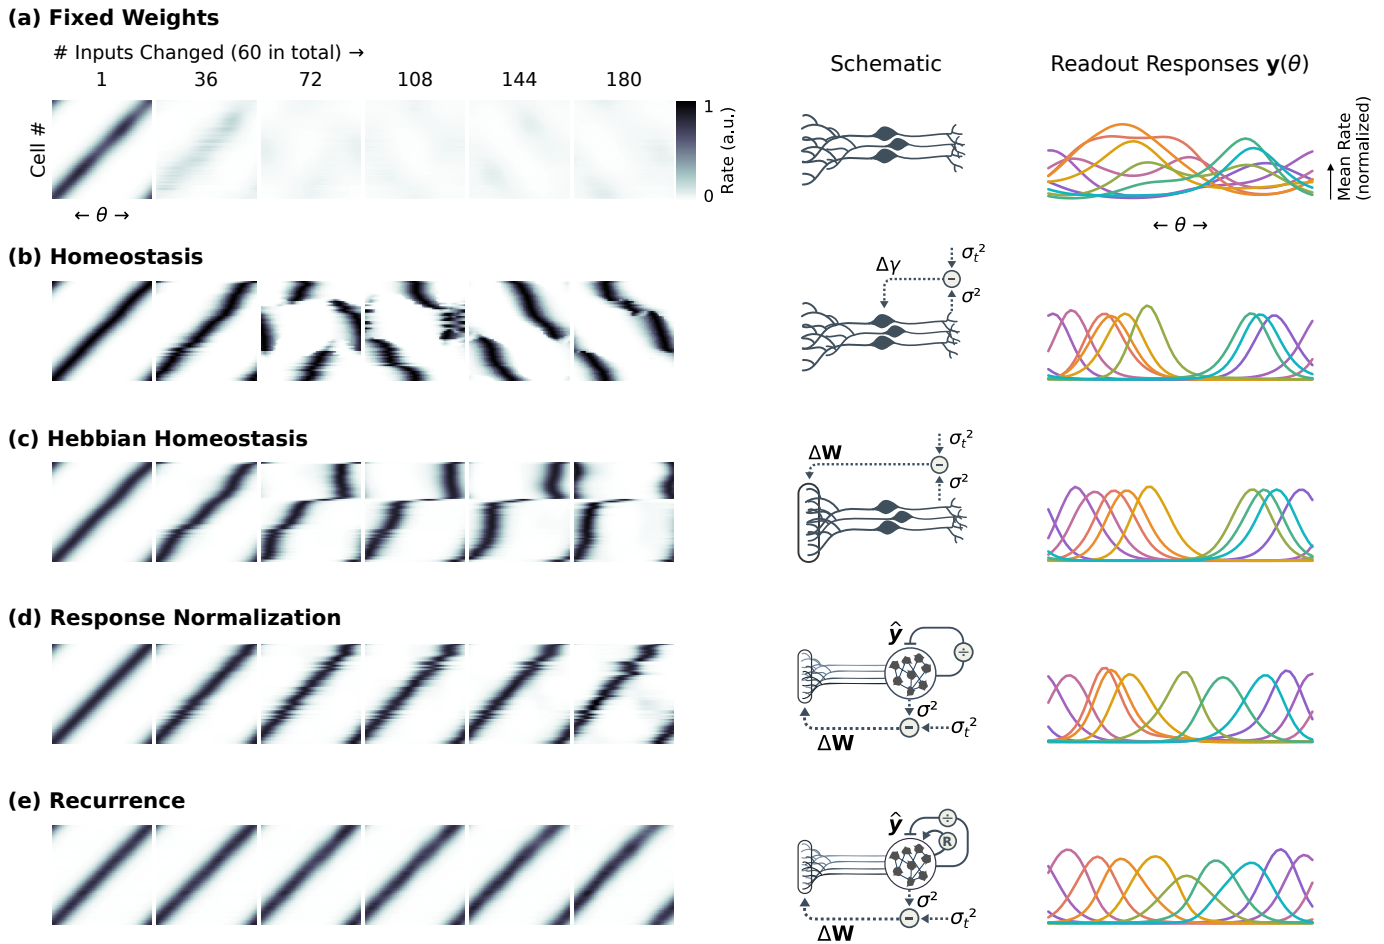 (a) Fixed Weights
# Inputs Changed (60 in total) →
1 36 72 108 144 180
Schematic
Readout Responses y(θ)
Cell #
← θ →
1
0
Rate (a.u.)
Mean Rate
(normalized)
← θ →
(b) Homeostasis
σₜ²
Δγ
−
σ²
(c) Hebbian Homeostasis
σₜ²
ΔW
−
σ²
(d) Response Normalization
ŷ
÷
σ²
−
σₜ²
ΔW
(e) Recurrence
ŷ
÷
R
σ²
−
σₜ²
ΔW